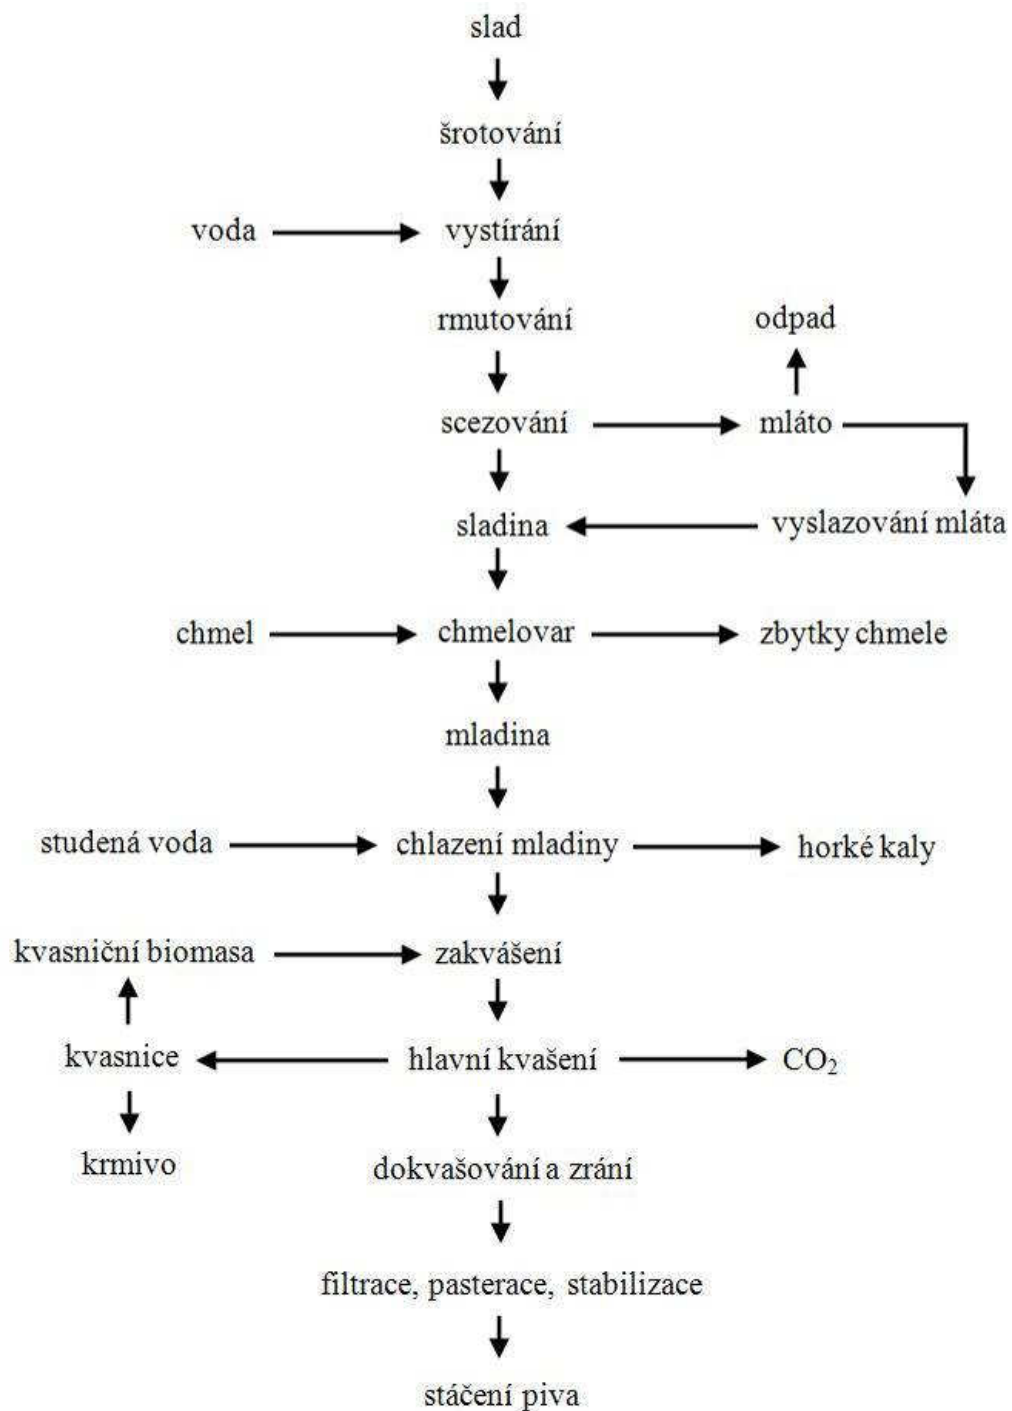 slad
šrotování
voda
vystírání
rmutování
odpad
scezování
mláto
sladina
vyslazování mláta
chmel
chmelovar
zbytky chmele
mladina
studená voda
chlazení mladiny
horké kaly
kvasniční biomasa
zakvášení
kvasnice
hlavní kvašení
CO₂
krmivo
dokvašování a zrání
filtrace, pasterace, stabilizace
stáčení piva